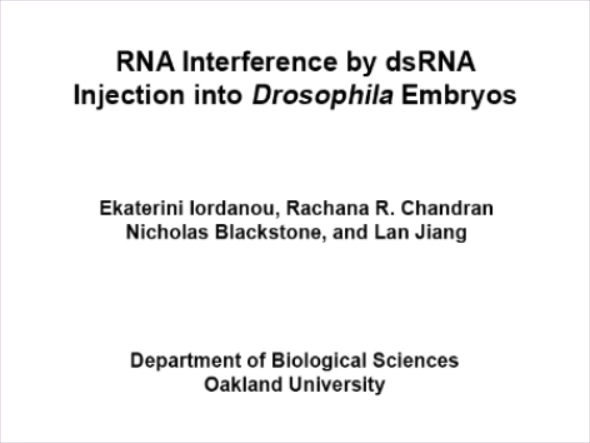 RNA Interference by dsRNA
Injection into Drosophila Embryos
Ekaterini Iordanou, Rachana R. Chandran
Nicholas Blackstone, and Lan Jiang
Department of Biological Sciences
Oakland University